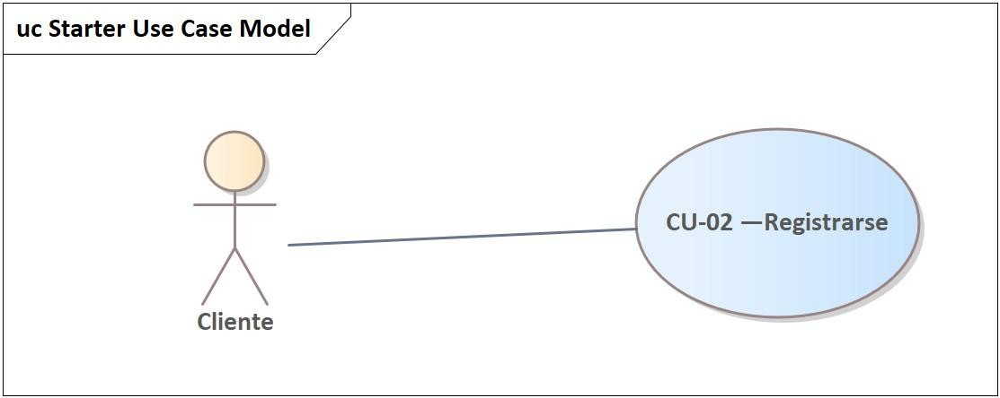 uc Starter Use Case Model
CU-02 —Registrarse
Cliente